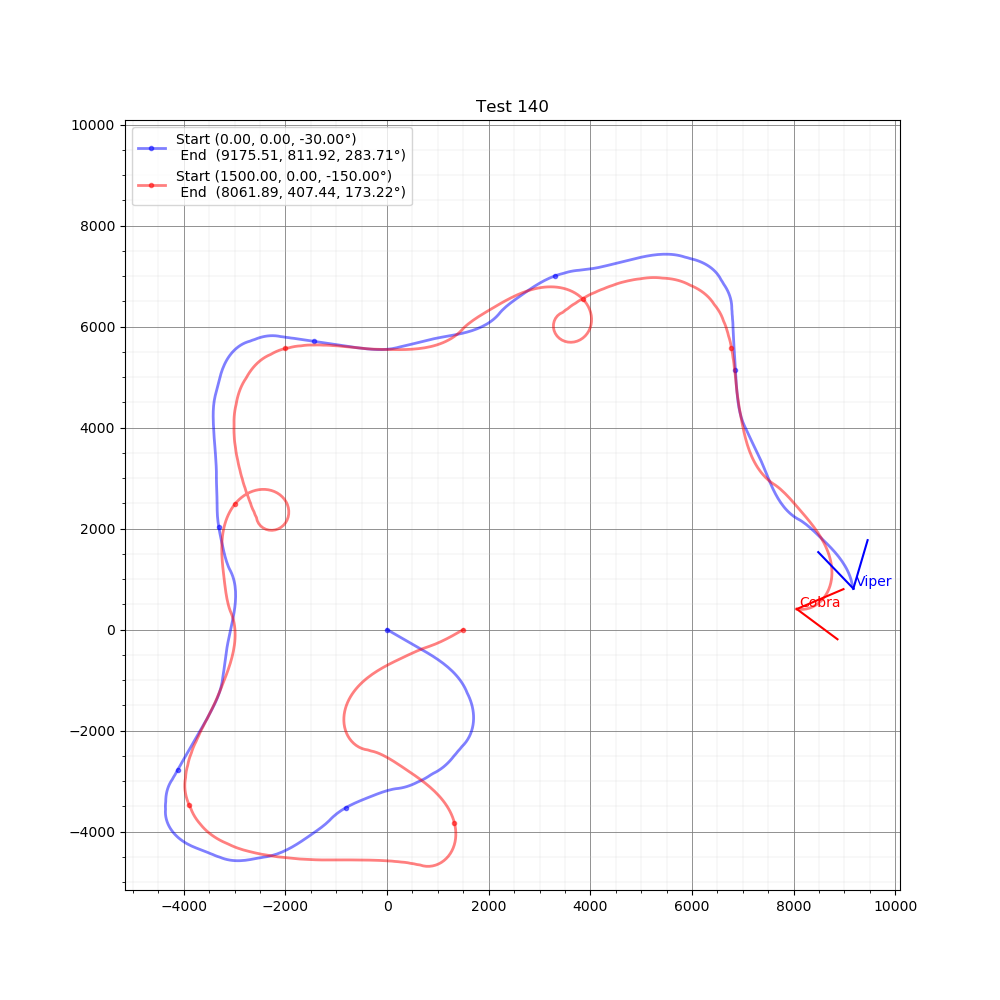 Test 140
Start (0.00, 0.00, -30.00°)
End (9175.51, 811.92, 283.71°)
Start (1500.00, 0.00, -150.00°)
End (8061.89, 407.44, 173.22°)
10000
8000
6000
4000
2000
0
−2000
−4000
Viper
Cobra
−4000 −2000 0 2000 4000 6000 8000 10000